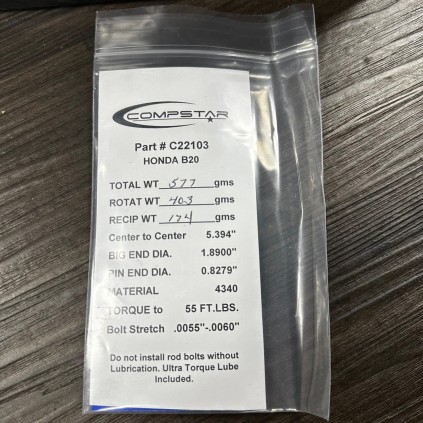 COMPSTAR
Part # C22103
HONDA B20
TOTAL WT 577 gms
ROTAT WT 403 gms
RECIP WT 174 gms
Center to Center 5.394"
BIG END DIA. 1.8900"
PIN END DIA. 0.8279"
MATERIAL 4340
TORQUE to 55 FT.LBS.
Bolt Stretch .0055"-.0060"
Do not install rod bolts without
Lubrication. Ultra Torque Lube
Included.